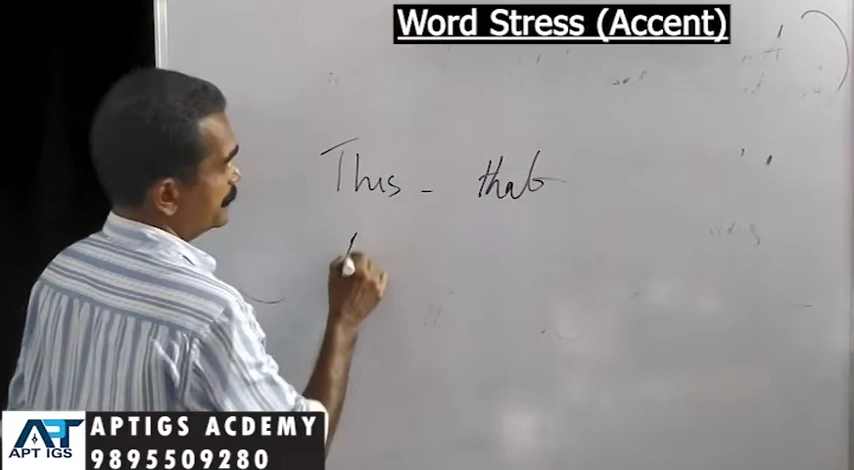 Word Stress (Accent)
This - that
APTIGS ACDEMY
APT IGS
9895509280